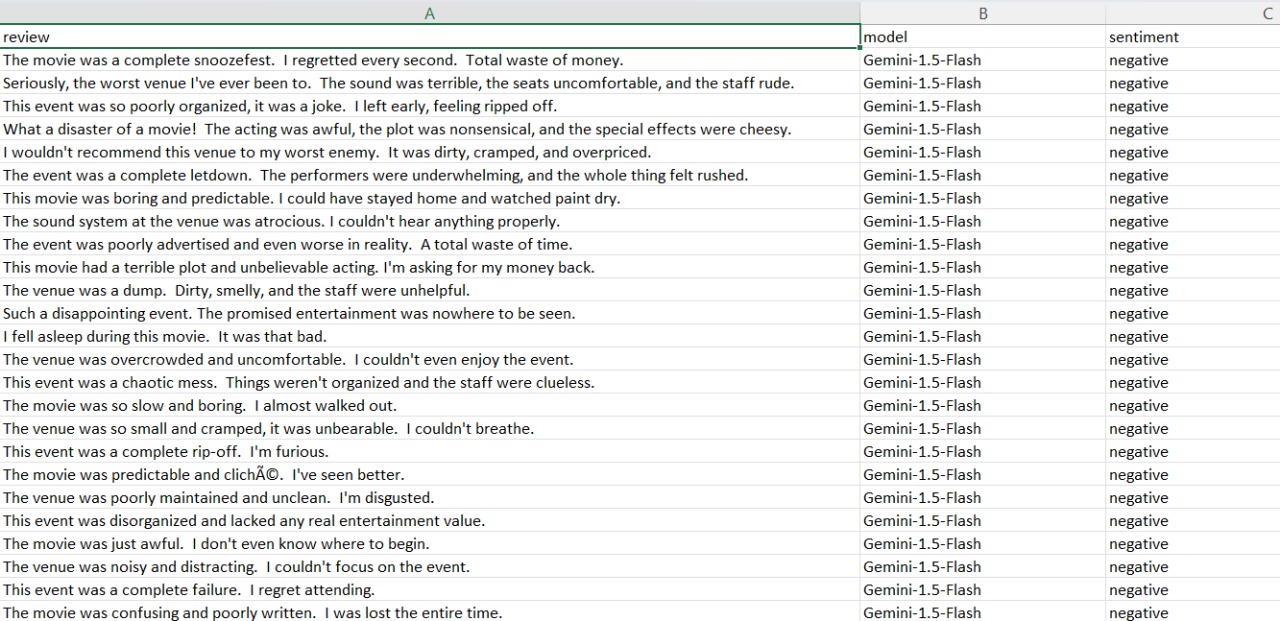 A B C
review model sentiment
The movie was a complete snoozefest.  I regretted every second.  Total waste of money. Gemini-1.5-Flash negative
Seriously, the worst venue I've ever been to.  The sound was terrible, the seats uncomfortable, and the staff rude. Gemini-1.5-Flash negative
This event was so poorly organized, it was a joke.  I left early, feeling ripped off. Gemini-1.5-Flash negative
What a disaster of a movie!  The acting was awful, the plot was nonsensical, and the special effects were cheesy. Gemini-1.5-Flash negative
I wouldn't recommend this venue to my worst enemy.  It was dirty, cramped, and overpriced. Gemini-1.5-Flash negative
The event was a complete letdown.  The performers were underwhelming, and the whole thing felt rushed. Gemini-1.5-Flash negative
This movie was boring and predictable. I could have stayed home and watched paint dry. Gemini-1.5-Flash negative
The sound system at the venue was atrocious. I couldn't hear anything properly. Gemini-1.5-Flash negative
The event was poorly advertised and even worse in reality.  A total waste of time. Gemini-1.5-Flash negative
This movie had a terrible plot and unbelievable acting. I'm asking for my money back. Gemini-1.5-Flash negative
The venue was a dump.  Dirty, smelly, and the staff were unhelpful. Gemini-1.5-Flash negative
Such a disappointing event. The promised entertainment was nowhere to be seen. Gemini-1.5-Flash negative
I fell asleep during this movie.  It was that bad. Gemini-1.5-Flash negative
The venue was overcrowded and uncomfortable.  I couldn't even enjoy the event. Gemini-1.5-Flash negative
This event was a chaotic mess.  Things weren't organized and the staff were clueless. Gemini-1.5-Flash negative
The movie was so slow and boring.  I almost walked out. Gemini-1.5-Flash negative
The venue was so small and cramped, it was unbearable.  I couldn't breathe. Gemini-1.5-Flash negative
This event was a complete rip-off.  I'm furious. Gemini-1.5-Flash negative
The movie was predictable and clichÃ©.  I've seen better. Gemini-1.5-Flash negative
The venue was poorly maintained and unclean.  I'm disgusted. Gemini-1.5-Flash negative
This event was disorganized and lacked any real entertainment value. Gemini-1.5-Flash negative
The movie was just awful.  I don't even know where to begin. Gemini-1.5-Flash negative
The venue was noisy and distracting.  I couldn't focus on the event. Gemini-1.5-Flash negative
This event was a complete failure.  I regret attending. Gemini-1.5-Flash negative
The movie was confusing and poorly written.  I was lost the entire time. Gemini-1.5-Flash negative